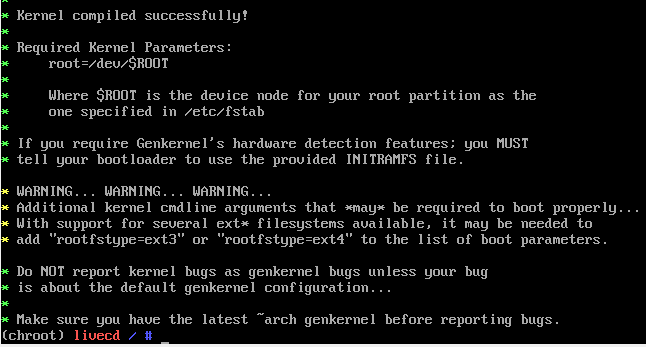 *
* Kernel compiled successfully!
*
* Required Kernel Parameters:
*     root=/dev/$ROOT
*
*     Where $ROOT is the device node for your root partition as the
*     one specified in /etc/fstab
*
* If you require Genkernel's hardware detection features; you MUST
* tell your bootloader to use the provided INITRAMFS file.

* WARNING... WARNING... WARNING...
* Additional kernel cmdline arguments that *may* be required to boot properly...
* With support for several ext* filesystems available, it may be needed to
* add "rootfstype=ext3" or "rootfstype=ext4" to the list of boot parameters.

* Do NOT report kernel bugs as genkernel bugs unless your bug
* is about the default genkernel configuration...
*
* Make sure you have the latest ~arch genkernel before reporting bugs.
(chroot) livecd / # _